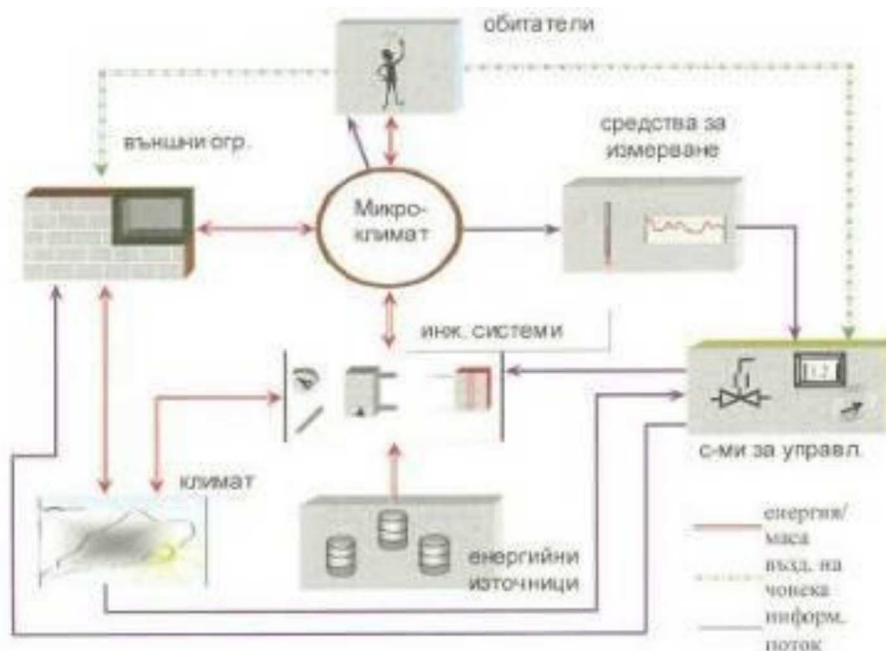 обитатели
външни огр.
средства за
измерване
Микро-
климат
инж. системи
с-ми за управл.
климат
енергийни
източници
енергия/
маса
възд. на
човека
информ.
поток